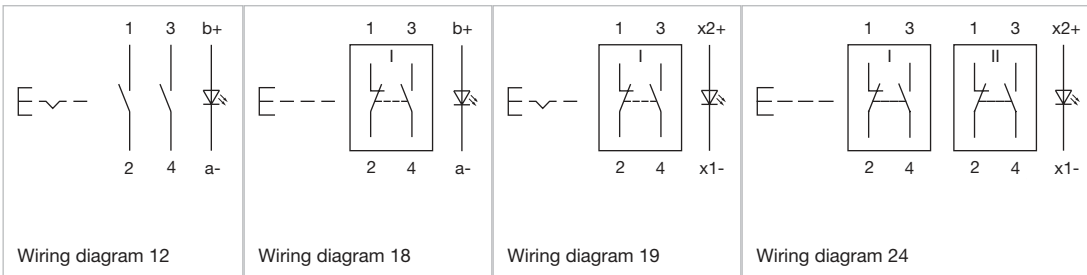 1 3 b+
2 4 a-
Wiring diagram 12
1 3 b+
I
2 4 a-
Wiring diagram 18
1 3 x2+
I
2 4 x1-
Wiring diagram 19
1 3 1 3 x2+
I II
2 4 2 4 x1-
Wiring diagram 24